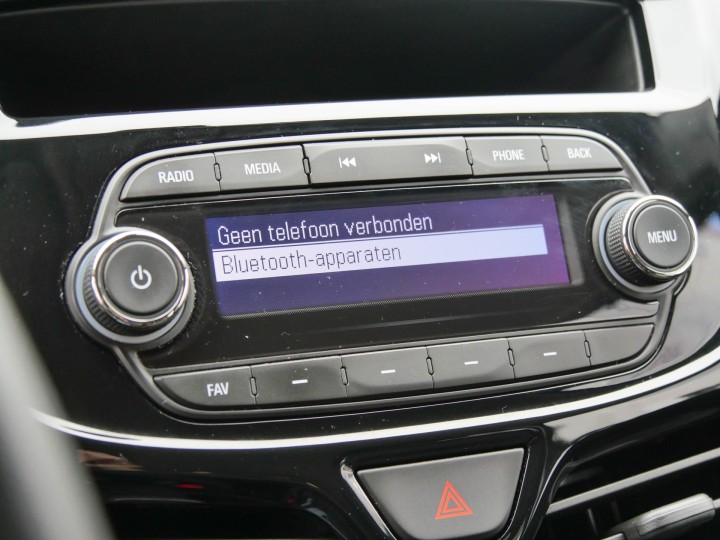 RADIO MEDIA PHONE BACK
Geen telefoon verbonden
Bluetooth-apparaten
MENU
FAV